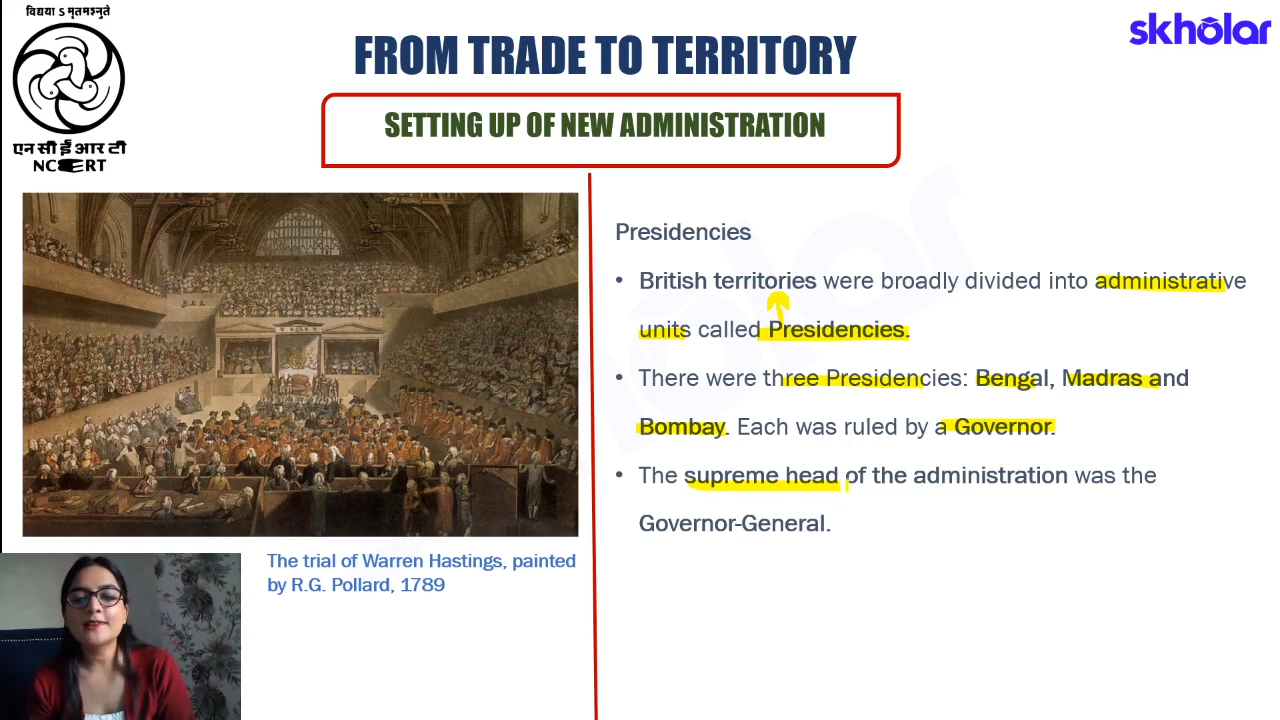 विद्यया ऽ मृतमश्नुते
skholar
FROM TRADE TO TERRITORY
SETTING UP OF NEW ADMINISTRATION
एन सी ई आर टी
NCERT
Presidencies
• British territories were broadly divided into administrative
units called Presidencies.
• There were three Presidencies: Bengal, Madras and
Bombay. Each was ruled by a Governor.
• The supreme head of the administration was the
Governor-General.
The trial of Warren Hastings, painted
by R.G. Pollard, 1789